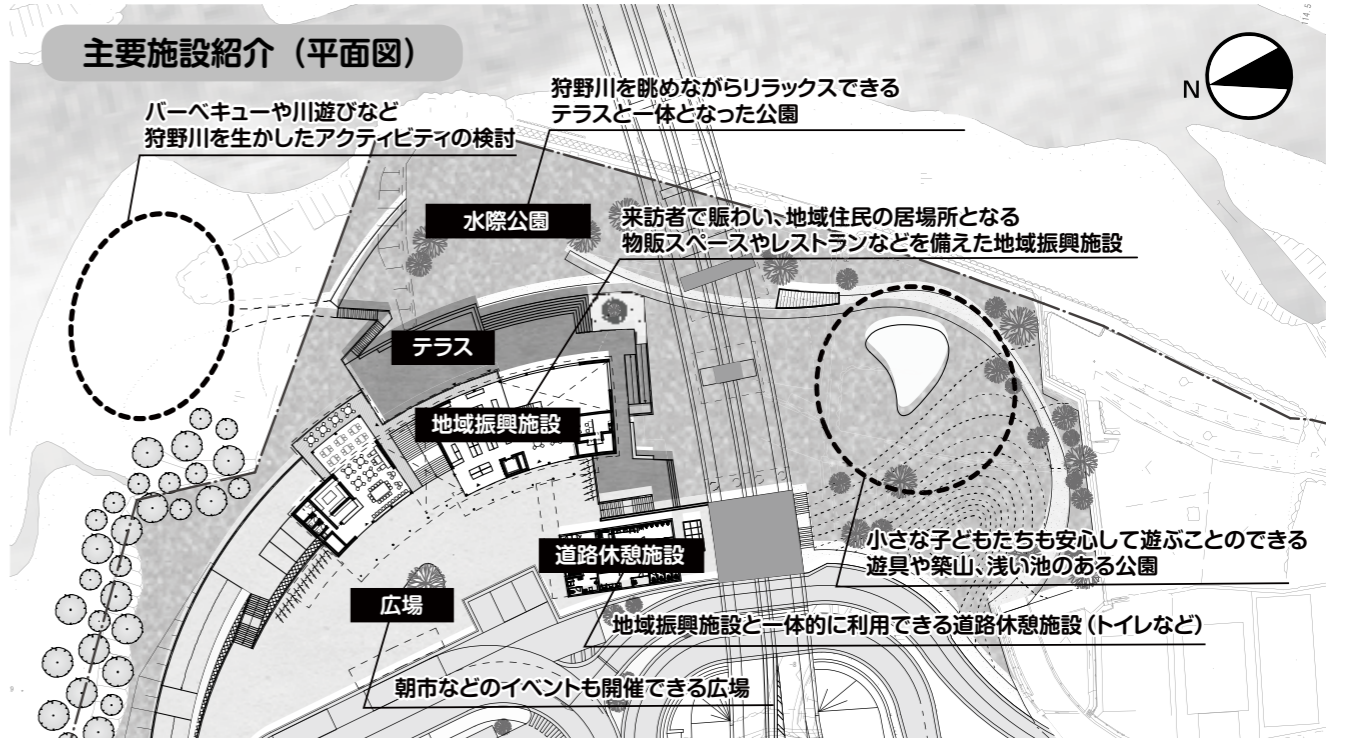 主要施設紹介（平面図）
114.5
N
バーベキューや川遊びなど
狩野川を生かしたアクティビティの検討
狩野川を眺めながらリラックスできる
テラスと一体となった公園
水際公園
来訪者で賑わい、地域住民の居場所となる
物販スペースやレストランなどを備えた地域振興施設
テラス
地域振興施設
道路休憩施設
小さな子どもたちも安心して遊ぶことのできる
遊具や築山、浅い池のある公園
広場
地域振興施設と一体的に利用できる道路休憩施設（トイレなど）
朝市などのイベントも開催できる広場